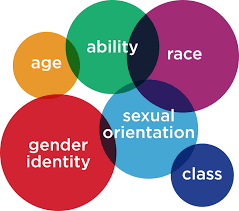 ability
race
age
sexual
orientation
gender
identity
class